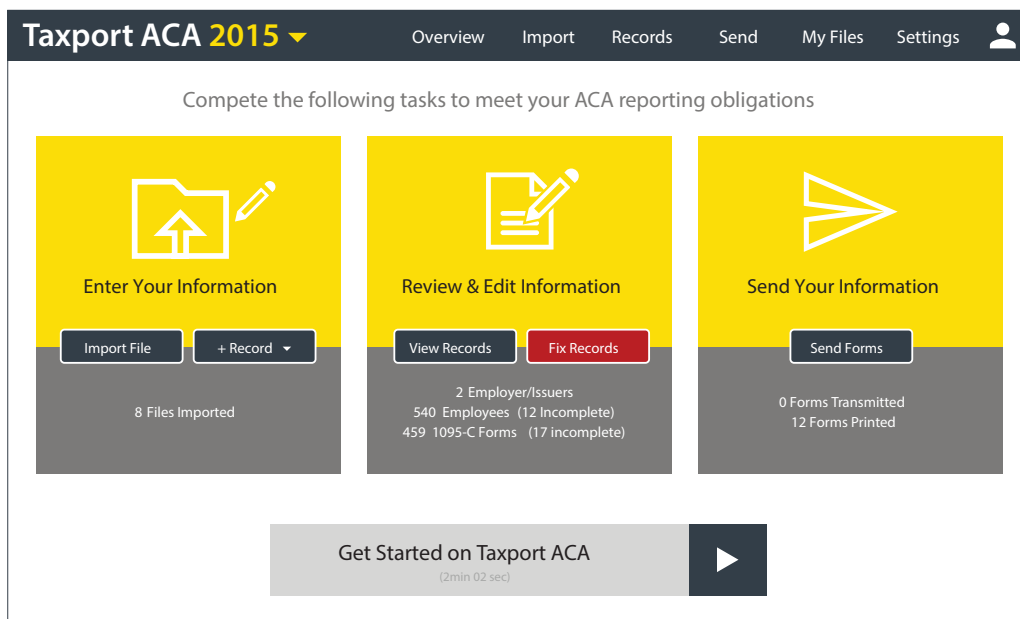 Taxport ACA 2015
Overview Import Records Send My Files Settings
Compete the following tasks to meet your ACA reporting obligations
Enter Your Information
Import File
+ Record
8 Files Imported
Review & Edit Information
View Records
Fix Records
2 Employer/Issuers
540 Employees (12 Incomplete)
459 1095-C Forms (17 incomplete)
Send Your Information
Send Forms
0 Forms Transmitted
12 Forms Printed
Get Started on Taxport ACA
(2min 02 sec)